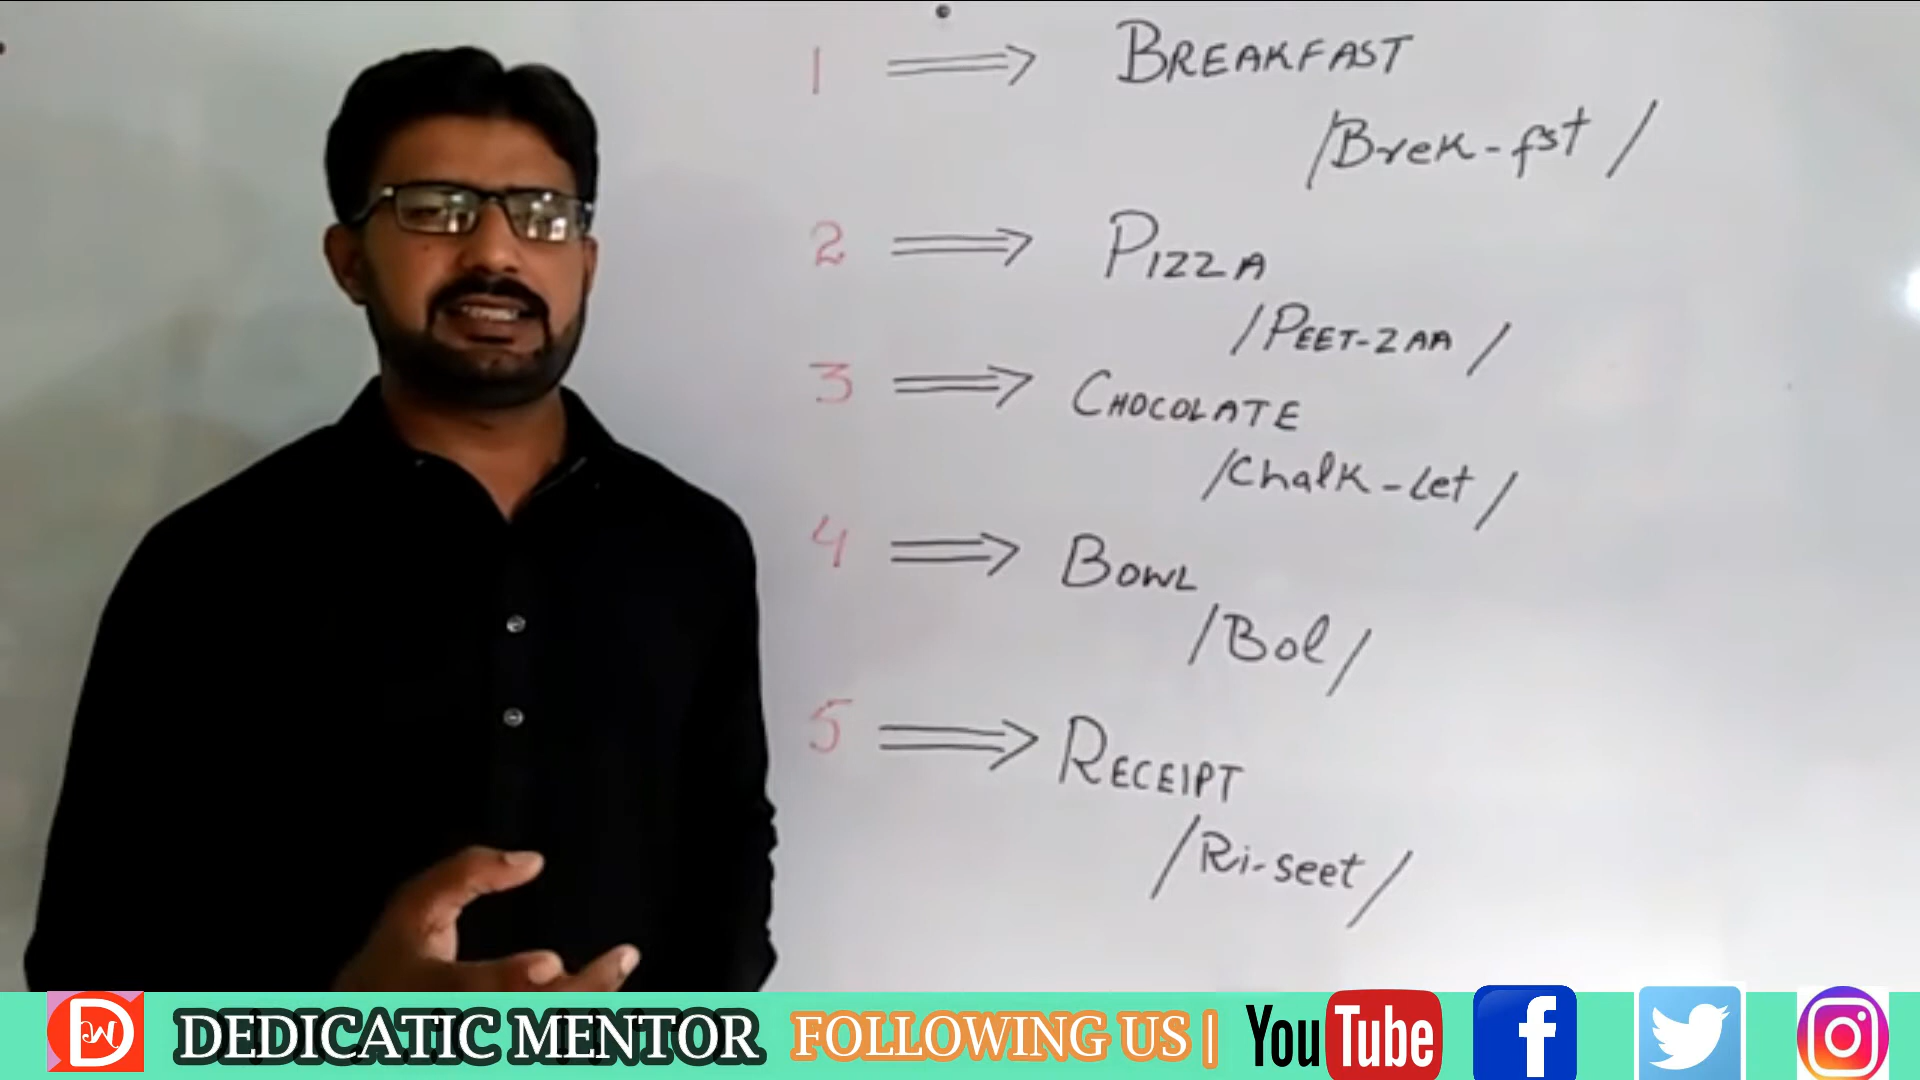 1 ⟹ BREAKFAST
/Brek-fst/
2 ⟹ PIZZA
/PEET-ZAA/
3 ⟹ CHOCOLATE
/Chalk-Let/
4 ⟹ BOWL
/Bol/
5 ⟹ RECEIPT
/Ri-seet/
DEDICATIC MENTOR FOLLOWING US | YouTube